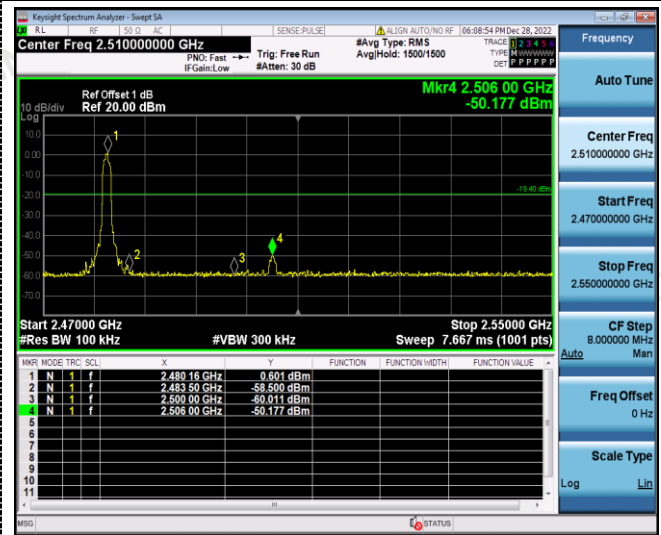 Keysight Spectrum Analyzer - Swept SA
RL RF 50 Ω AC SENSE:PULSE ALIGN AUTO/NO RF 06:08:54 PM Dec 28, 2022
Center Freq 2.510000000 GHz
PNO: Fast
IFGain:Low
Trig: Free Run
#Atten: 30 dB
#Avg Type: RMS
Avg|Hold: 1500/1500
TRACE 1 2 3 4 5 6
TYPE M W W W W W
DET P P P P P P
Ref Offset 1 dB
10 dB/div Ref 20.00 dBm
Log
Mkr4 2.506 00 GHz
-50.177 dBm
10.0
0.00
-10.0
-20.0
-30.0
-40.0
-50.0
-60.0
-70.0
1
2
3
4
-19.40 dBm
Start 2.47000 GHz Stop 2.55000 GHz
#Res BW 100 kHz #VBW 300 kHz Sweep 7.667 ms (1001 pts)
MKR MODE TRC SCL X Y FUNCTION FUNCTION WIDTH FUNCTION VALUE
1 N 1 f 2.480 16 GHz 0.601 dBm
2 N 1 f 2.483 50 GHz -58.500 dBm
3 N 1 f 2.500 00 GHz -60.011 dBm
4 N 1 f 2.506 00 GHz -50.177 dBm
5
6
7
8
9
10
11
MSG STATUS
Frequency
Auto Tune
Center Freq
2.510000000 GHz
Start Freq
2.470000000 GHz
Stop Freq
2.550000000 GHz
CF Step
8.000000 MHz
Auto Man
Freq Offset
0 Hz
Scale Type
Log Lin